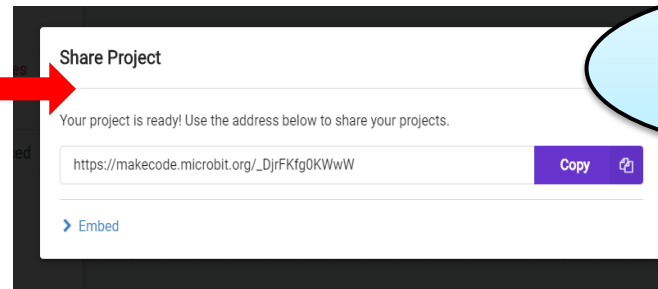 Share Project
Your project is ready! Use the address below to share your projects.
https://makecode.microbit.org/_DjrFKfg0KWwW
Copy
Embed